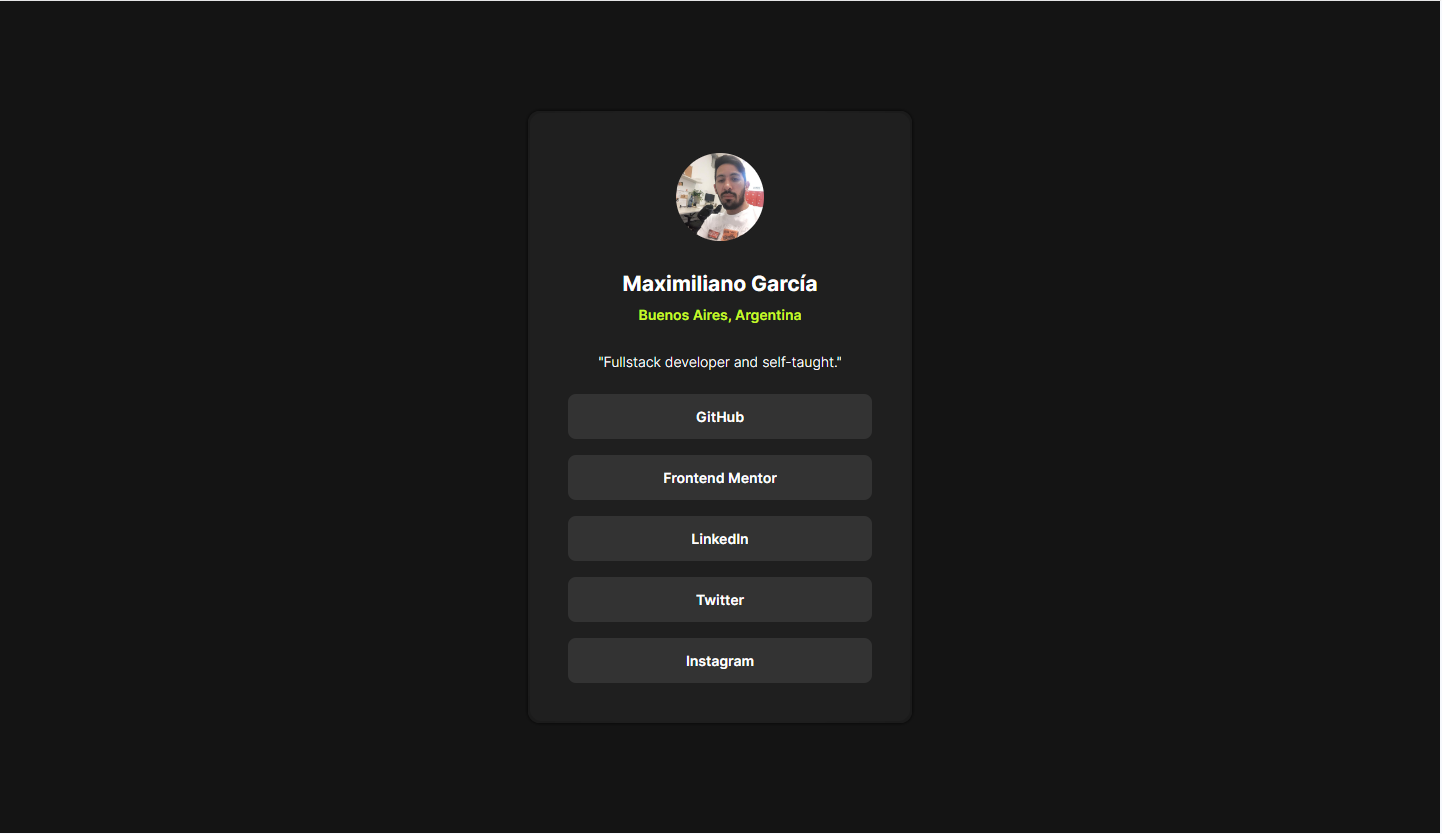 Maximiliano García
Buenos Aires, Argentina
"Fullstack developer and self-taught."
GitHub
Frontend Mentor
LinkedIn
Twitter
Instagram